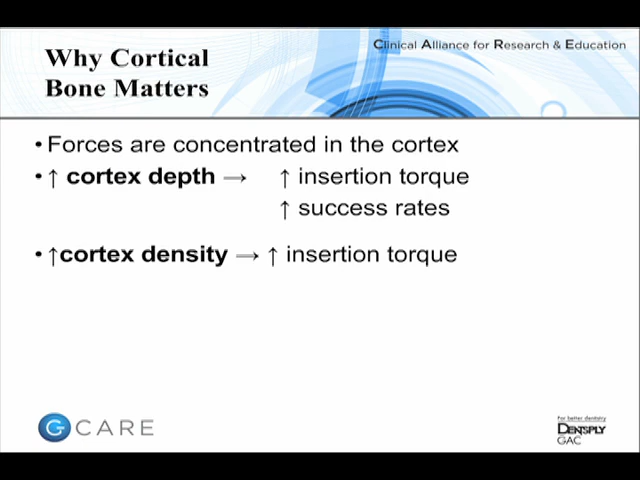 Clinical Alliance for Research & Education
Why Cortical
Bone Matters
• Forces are concentrated in the cortex
• ↑ cortex depth → ↑ insertion torque
↑ success rates
• ↑cortex density → ↑ insertion torque
G CARE
For better dentistry
DENTSPLY
GAC